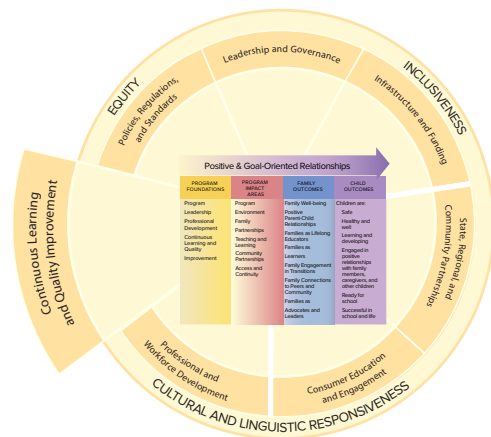 EQUITY
INCLUSIVENESS
CULTURAL AND LINGUISTIC RESPONSIVENESS
Leadership and Governance
Infrastructure and Funding
State, Regional, and
Community Partnerships
Consumer Education
and Engagement
Professional and
Workforce Development
Continuous Learning
and Quality Improvement
Policies, Regulations,
and Standards
Positive & Goal-Oriented Relationships
PROGRAM
FOUNDATIONS
Program
Leadership
Professional
Development
Continuous
Learning and
Quality
Improvement
PROGRAM
IMPACT
AREAS
Program
Environment
Family
Partnerships
Teaching and
Learning
Community
Partnerships
Access and
Continuity
FAMILY
OUTCOMES
Family Well-being
Positive
Parent-Child
Relationships
Families as Lifelong
Educators
Families as
Learners
Family Engagement
in Transitions
Family Connections
to Peers and
Community
Families as
Advocates and
Leaders
CHILD
OUTCOMES
Children are:
Safe
Healthy and
well
Learning and
developing
Engaged in
positive
relationships
with family
members,
caregivers, and
other children
Ready for
school
Successful in
school and life